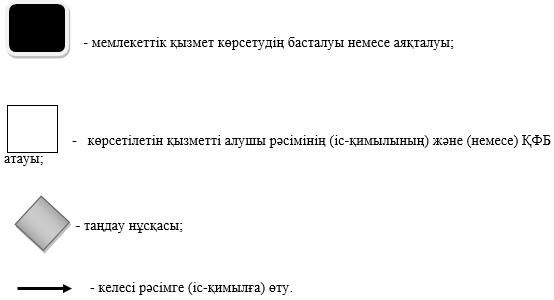 - мемлекеттік қызмет көрсетудің басталуы немесе аяқталуы;
- көрсетілетін қызметті алушы рәсімінің (іс-қимылының) және (немесе) ҚФБ
атауы;
- таңдау нұсқасы;
- келесі рәсімге (іс-қимылға) өту.